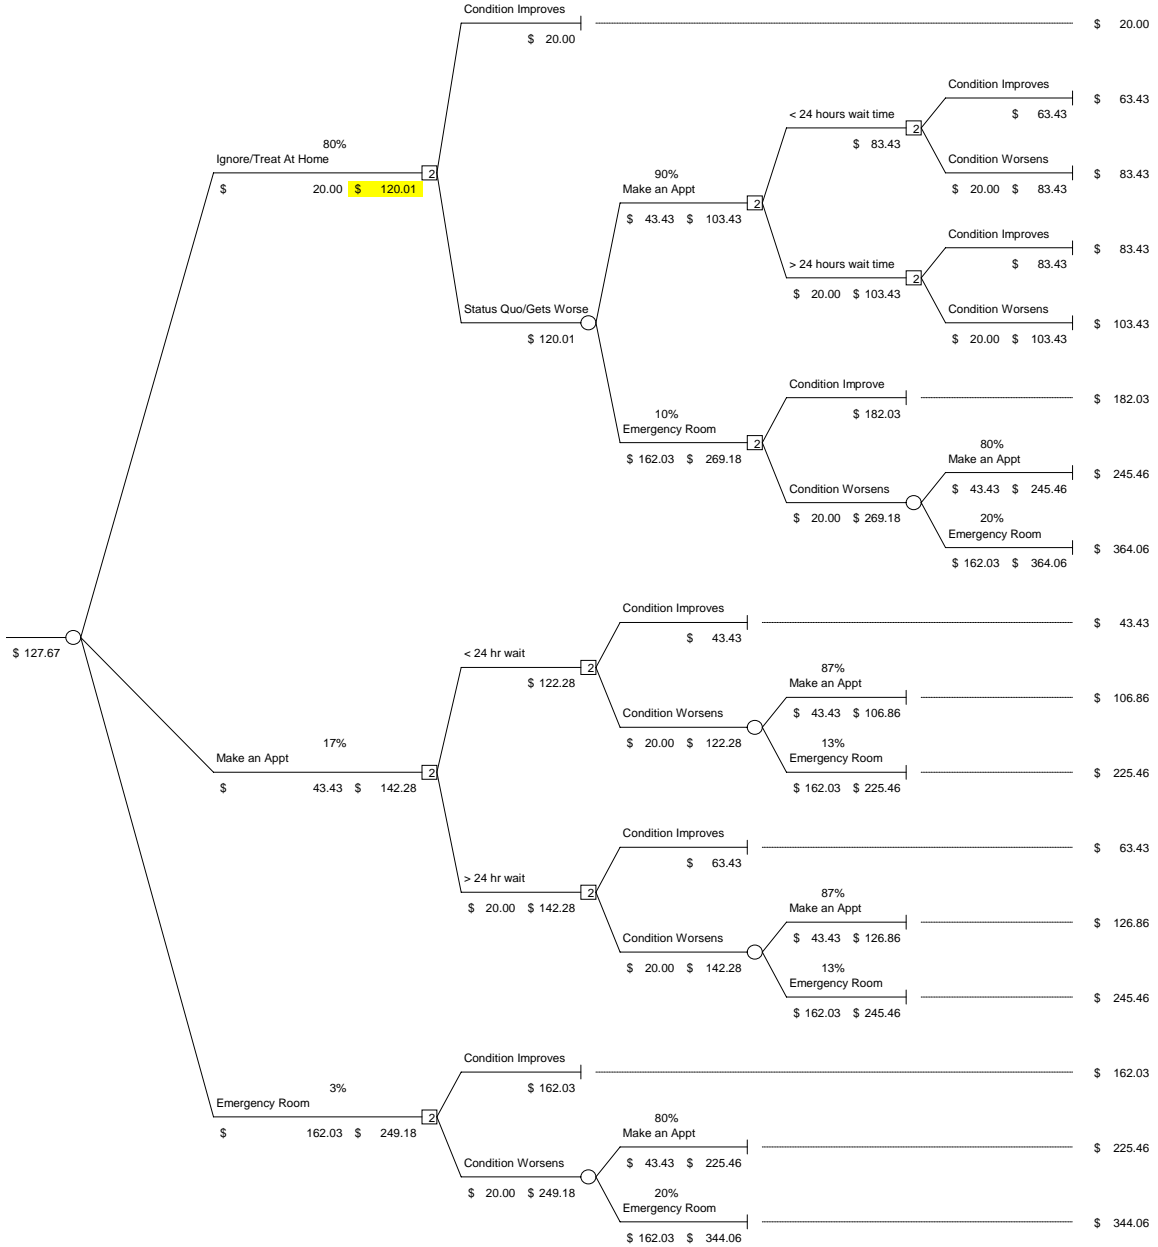 Condition Improves
$ 20.00
$ 20.00
Condition Improves
$ 63.43
$ 63.43
< 24 hours wait time
2
$ 83.43
80%
Ignore/Treat At Home
2
$ 20.00 $ 120.01
90%
Make an Appt
2
$ 43.43 $ 103.43
Condition Worsens
$ 83.43
$ 20.00 $ 83.43
Condition Improves
$ 83.43
$ 83.43
> 24 hours wait time
2
$ 20.00 $ 103.43
Status Quo/Gets Worse
$ 120.01
Condition Worsens
$ 103.43
$ 20.00 $ 103.43
Condition Improve
$ 182.03
$ 182.03
10%
Emergency Room
2
$ 162.03 $ 269.18
80%
Make an Appt
$ 245.46
$ 43.43 $ 245.46
Condition Worsens
$ 20.00 $ 269.18
20%
Emergency Room
$ 364.06
$ 162.03 $ 364.06
$ 127.67
Condition Improves
$ 43.43
$ 43.43
< 24 hr wait
2
$ 122.28
87%
Make an Appt
$ 106.86
$ 43.43 $ 106.86
Condition Worsens
$ 20.00 $ 122.28
13%
Emergency Room
$ 225.46
$ 162.03 $ 225.46
17%
Make an Appt
2
$ 43.43 $ 142.28
Condition Improves
$ 63.43
$ 63.43
> 24 hr wait
2
$ 20.00 $ 142.28
87%
Make an Appt
$ 126.86
$ 43.43 $ 126.86
Condition Worsens
$ 20.00 $ 142.28
13%
Emergency Room
$ 245.46
$ 162.03 $ 245.46
Condition Improves
$ 162.03
$ 162.03
3%
Emergency Room
2
$ 162.03 $ 249.18
80%
Make an Appt
$ 225.46
$ 43.43 $ 225.46
Condition Worsens
$ 20.00 $ 249.18
20%
Emergency Room
$ 344.06
$ 162.03 $ 344.06